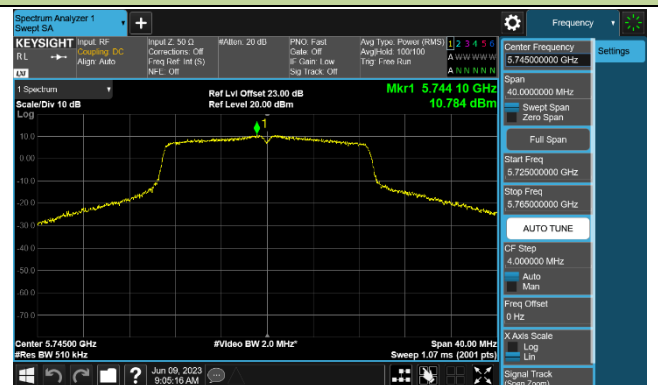 Spectrum Analyzer 1
Swept SA
+
Frequency
KEYSIGHT
RL
LXI
Input: RF
Coupling: DC
Align: Auto
Input Z: 50 Ω
Corrections: Off
Freq Ref: Int (S)
NFE: Off
#Atten: 20 dB
PNO: Fast
Gate: Off
IF Gain: Low
Sig Track: Off
Avg Type: Power (RMS)
Avg|Hold: 100/100
Trig: Free Run
1 2 3 4 5 6
A W W W W W
A N N N N N
1 Spectrum
Scale/Div 10 dB
Log
Ref Lvl Offset 23.00 dB
Ref Level 20.00 dBm
Mkr1 5.744 10 GHz
10.784 dBm
1
10.0
0.00
-10.0
-20.0
-30.0
-40.0
-50.0
-60.0
-70.0
Center 5.74500 GHz
#Res BW 510 kHz
#Video BW 2.0 MHz*
Span 40.00 MHz
Sweep 1.07 ms (2001 pts)
Center Frequency
5.745000000 GHz
Settings
Span
40.0000000 MHz
Swept Span
Zero Span
Full Span
Start Freq
5.725000000 GHz
Stop Freq
5.765000000 GHz
AUTO TUNE
CF Step
4.000000 MHz
Auto
Man
Freq Offset
0 Hz
X Axis Scale
Log
Lin
Signal Track
(Span Zoom)
?
Jun 09, 2023
9:05:16 AM